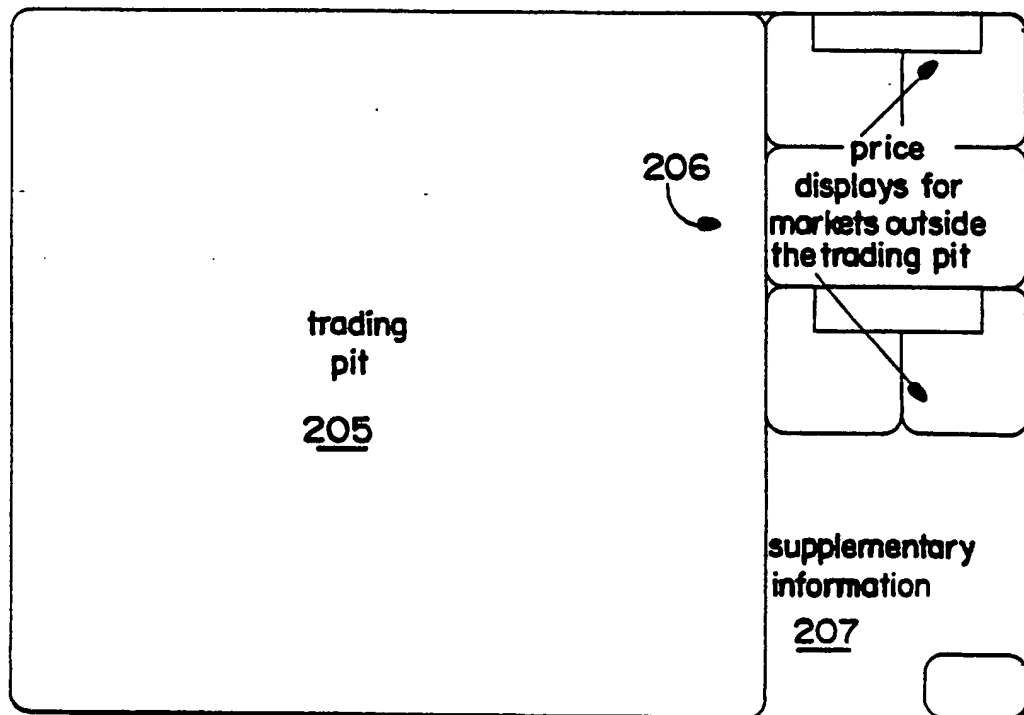 206
price
displays for
markets outside
the trading pit
trading
pit
205
supplementary
information
207